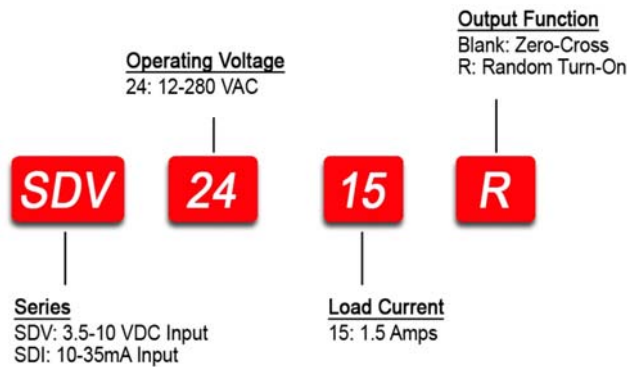 Output Function
Blank: Zero-Cross
R: Random Turn-On
Operating Voltage
24: 12-280 VAC
SDV 24 15 R
Series
SDV: 3.5-10 VDC Input
SDI: 10-35mA Input
Load Current
15: 1.5 Amps